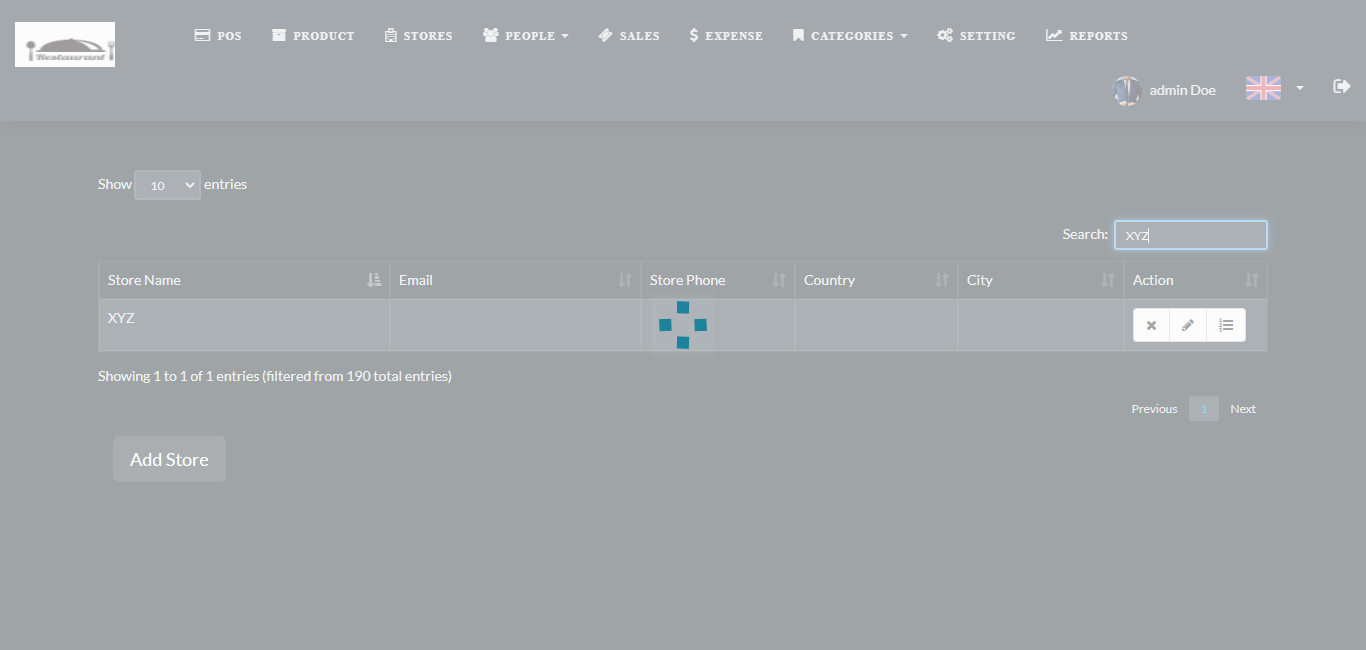 Restaurant
POS PRODUCT STORES PEOPLE SALES EXPENSE CATEGORIES SETTING REPORTS
admin Doe
Show 10 entries
Search: XYZ
Store Name Email Store Phone Country City Action
XYZ
Showing 1 to 1 of 1 entries (filtered from 190 total entries)
Previous 1 Next
Add Store